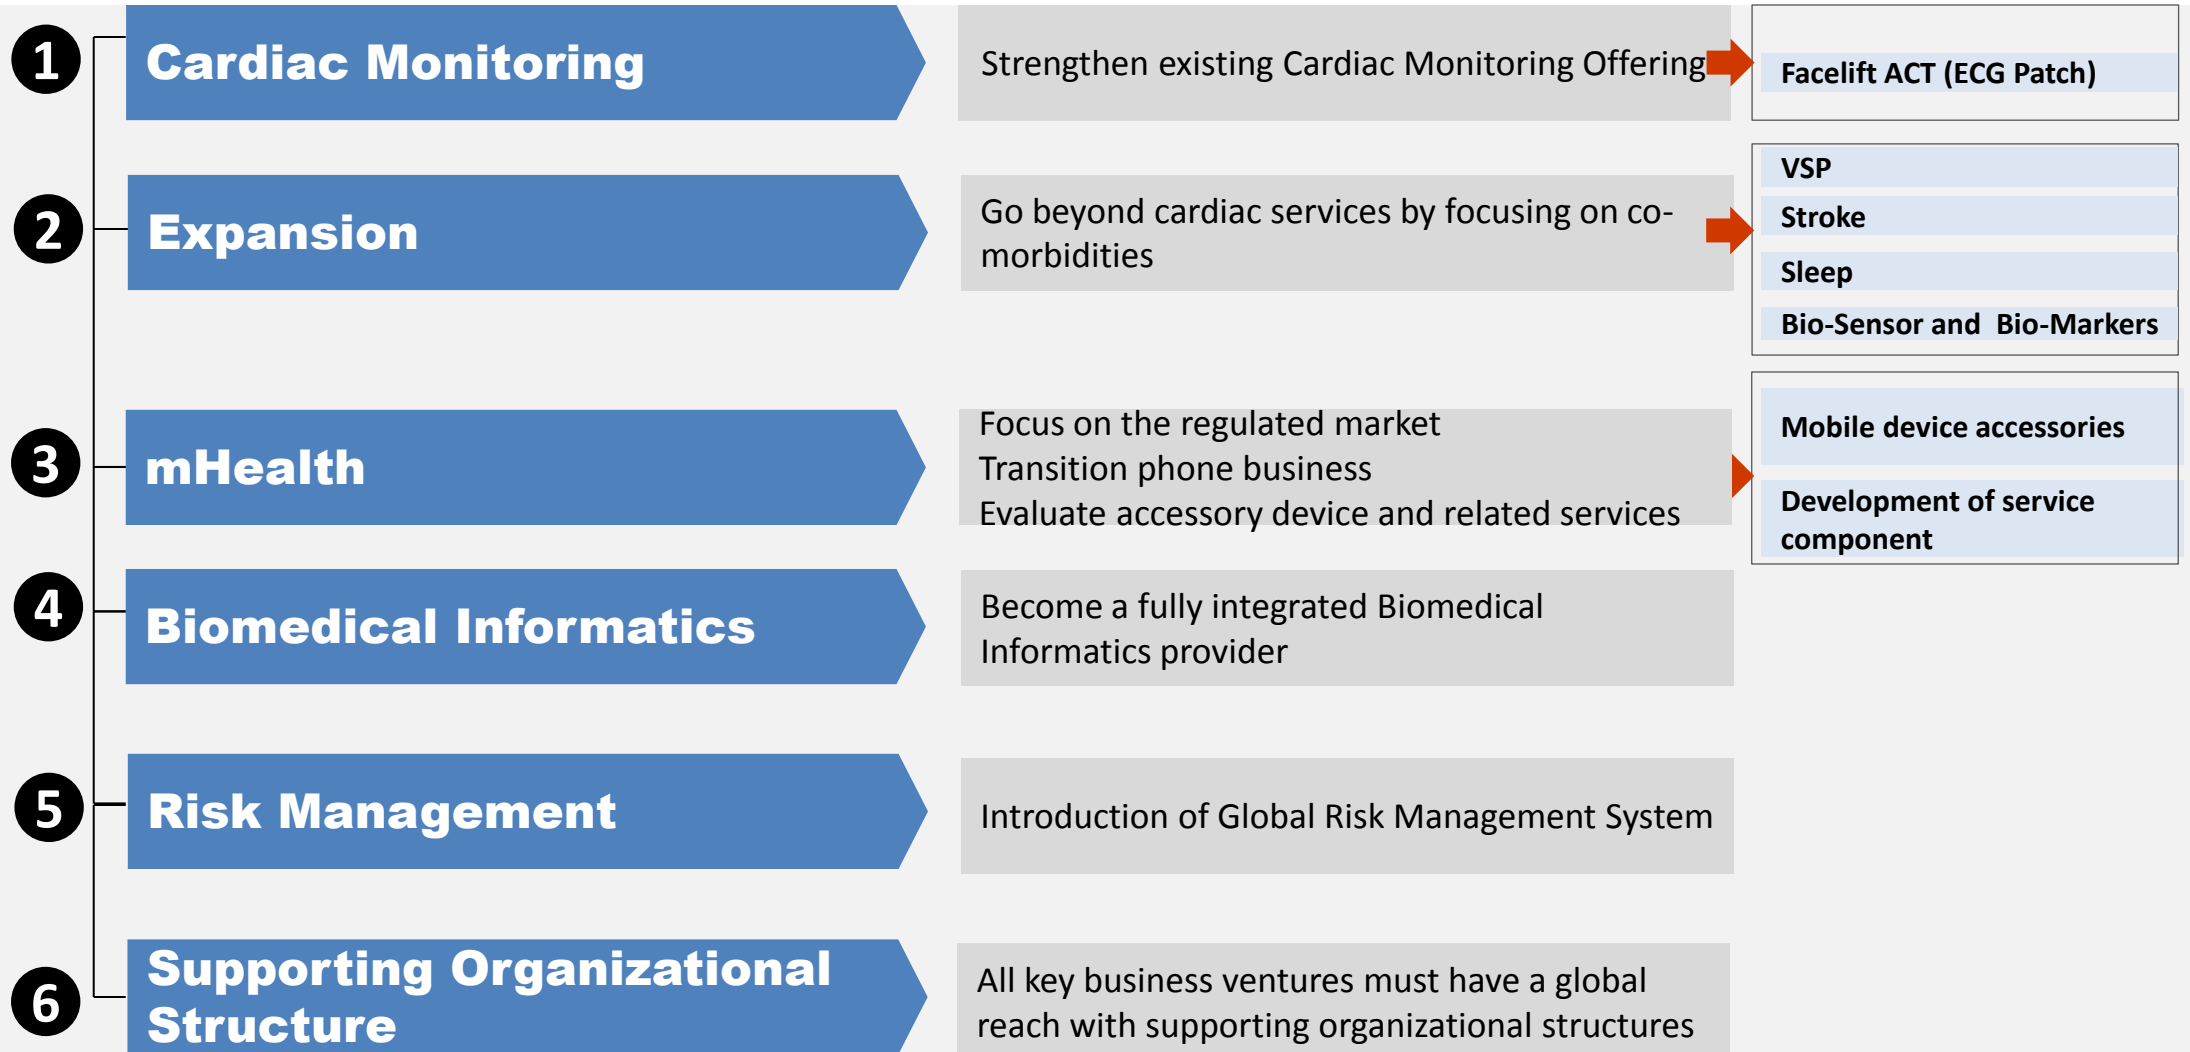 1
Cardiac Monitoring
Strengthen existing Cardiac Monitoring Offering
Facelift ACT (ECG Patch)
2
Expansion
Go beyond cardiac services by focusing on co-
morbidities
VSP
Stroke
Sleep
Bio-Sensor and  Bio-Markers
3
mHealth
Focus on the regulated market
Transition phone business
Evaluate accessory device and related services
Mobile device accessories
Development of service
component
4
Biomedical Informatics
Become a fully integrated Biomedical
Informatics provider
5
Risk Management
Introduction of Global Risk Management System
6
Supporting Organizational
Structure
All key business ventures must have a global
reach with supporting organizational structures